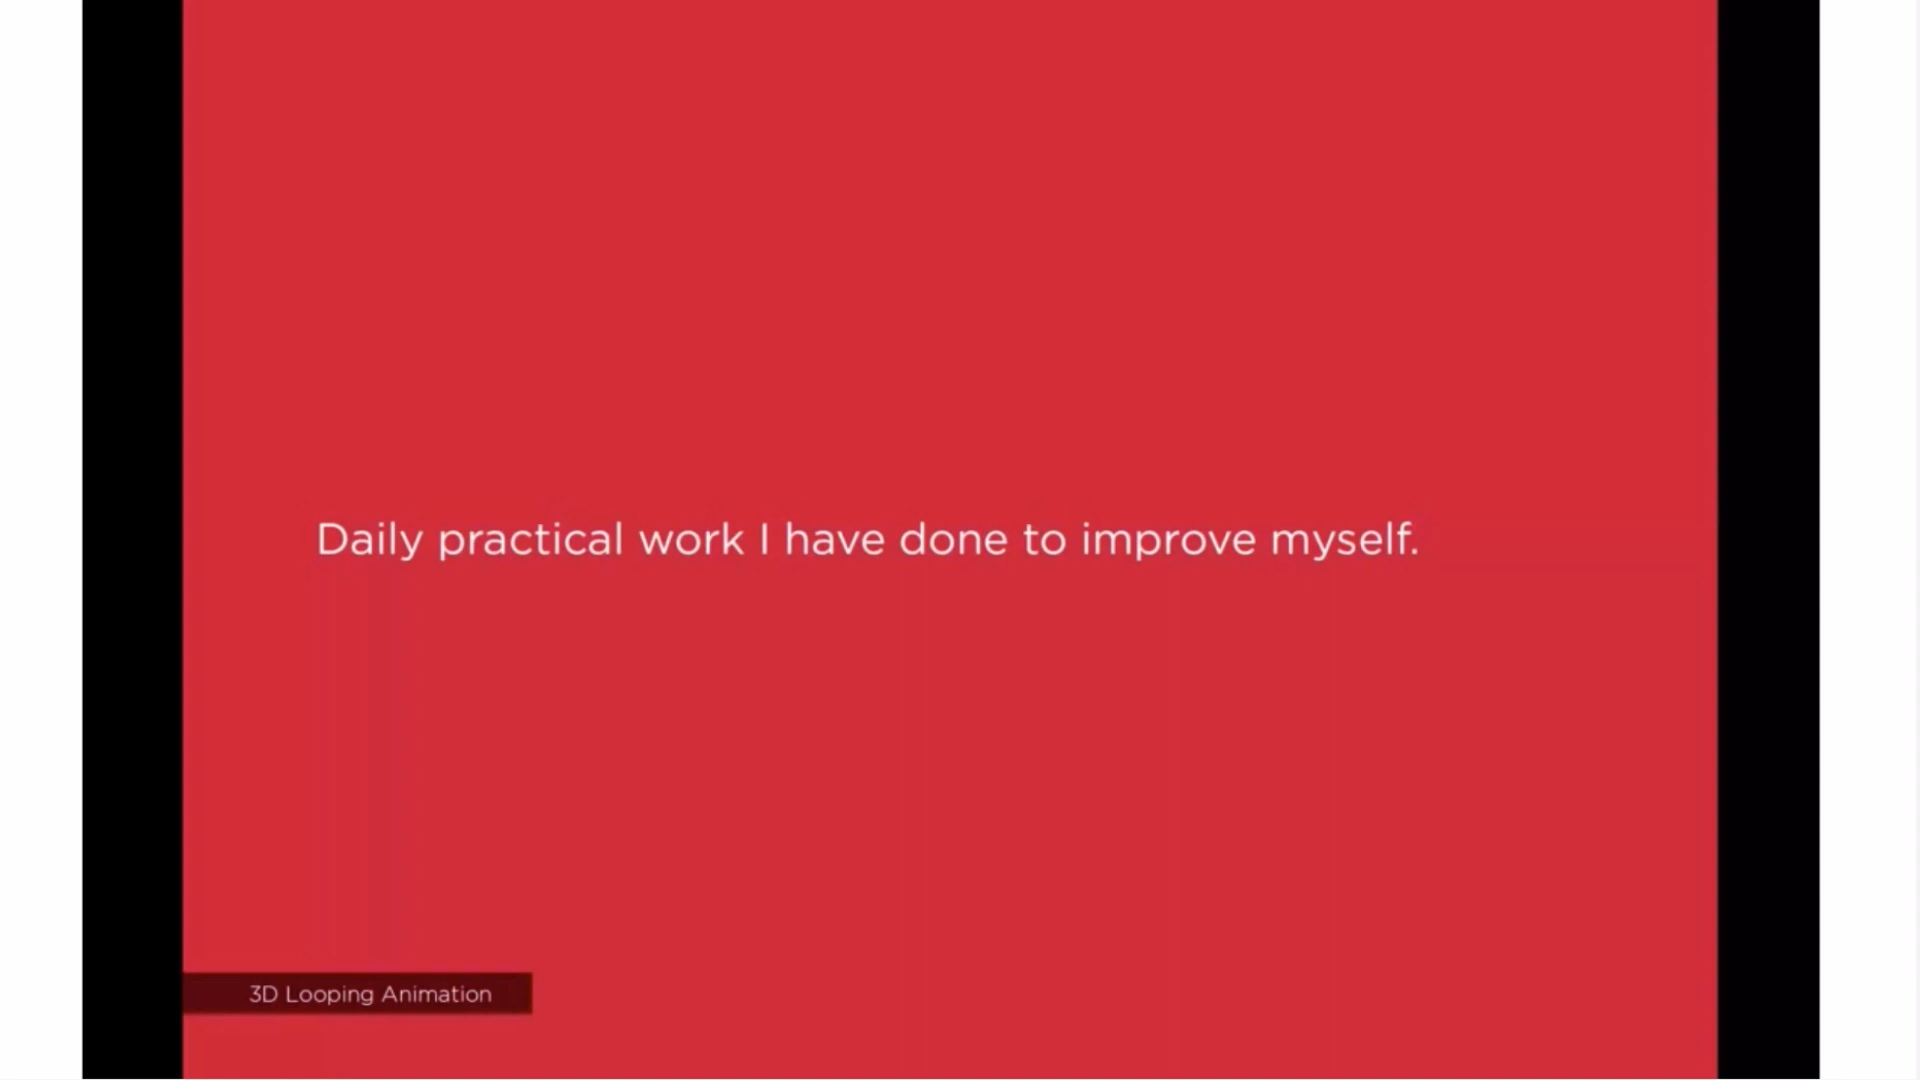 Daily practical work I have done to improve myself.
3D Looping Animation